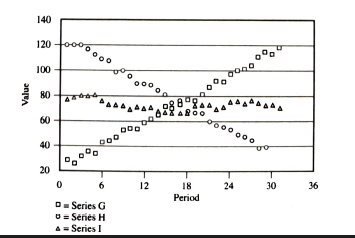 140
120
100
80
60
40
20
Value
0 6 12 18 24 30 36
Period
□ = Series G
○ = Series H
△ = Series I